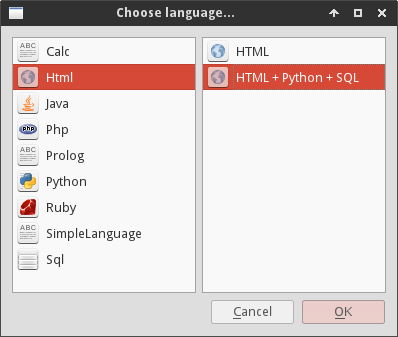 Choose language...
ABC Calc
Html
Java
php Php
ABC Prolog
Python
Ruby
ABC SimpleLanguage
Sql
HTML
HTML + Python + SQL
Cancel
OK